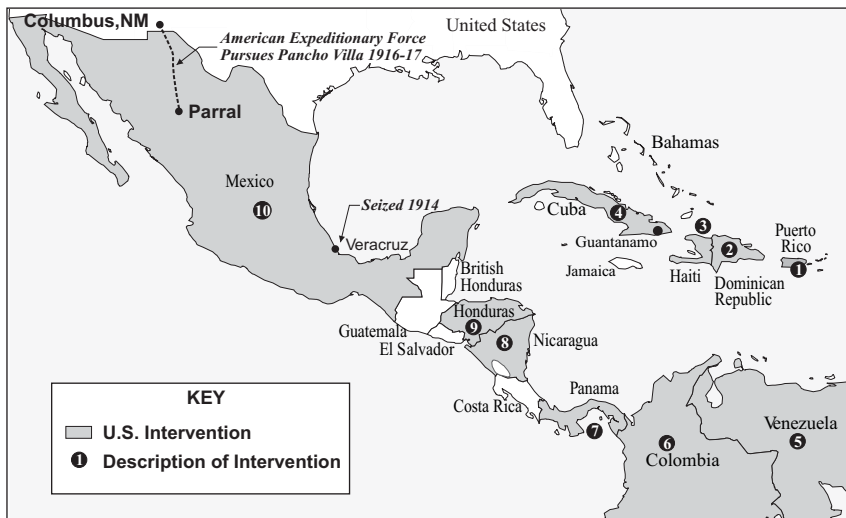 Columbus,NM
United States
American Expeditionary Force
Pursues Pancho Villa 1916-17
Parral
Bahamas
Mexico
10
Seized 1914
Veracruz
Cuba
4
Guantanamo
3
2
Puerto
Rico
1
Jamaica
Haiti
Dominican
Republic
British
Honduras
Honduras
9
Guatemala
El Salvador
8
Nicaragua
Costa Rica
Panama
7
6
Colombia
Venezuela
5
KEY
U.S. Intervention
1 Description of Intervention